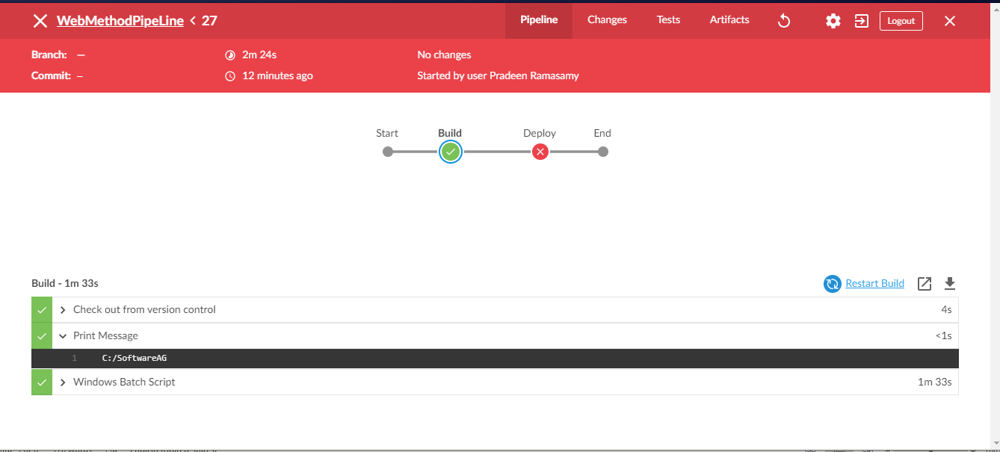 WebMethodPipeLine < 27
Pipeline Changes Tests Artifacts Logout
Branch: — 2m 24s No changes
Commit: — 12 minutes ago Started by user Pradeen Ramasamy
Start Build Deploy End
Build - 1m 33s Restart Build
Check out from version control 4s
Print Message <1s
1 C:/SoftwareAG
Windows Batch Script 1m 33s